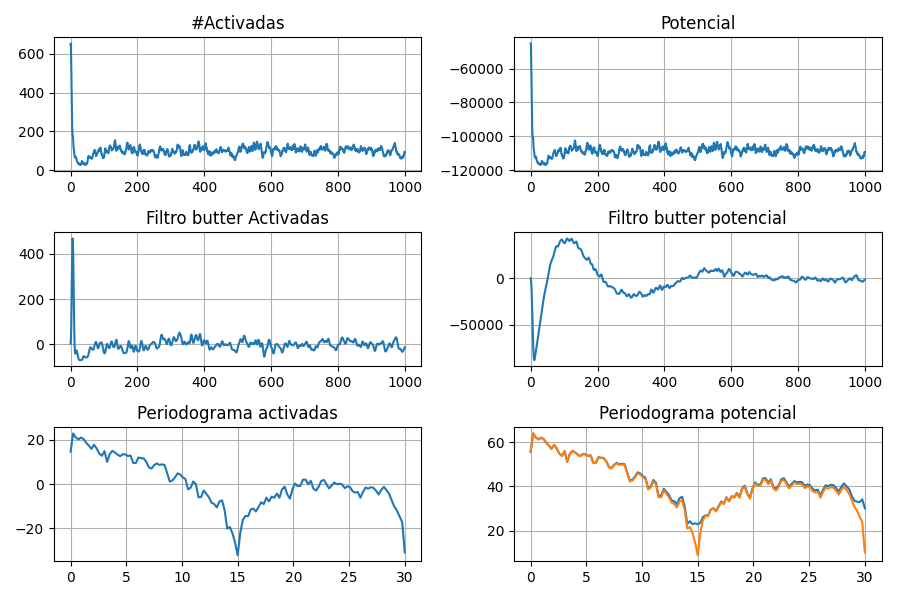 #Activadas
600
400
200
0
0 200 400 600 800 1000
Potencial
−60000
−80000
−100000
−120000
0 200 400 600 800 1000
Filtro butter Activadas
400
200
0
0 200 400 600 800 1000
Filtro butter potencial
0
−50000
0 200 400 600 800 1000
Periodograma activadas
20
0
−20
0 5 10 15 20 25 30
Periodograma potencial
60
40
20
0 5 10 15 20 25 30